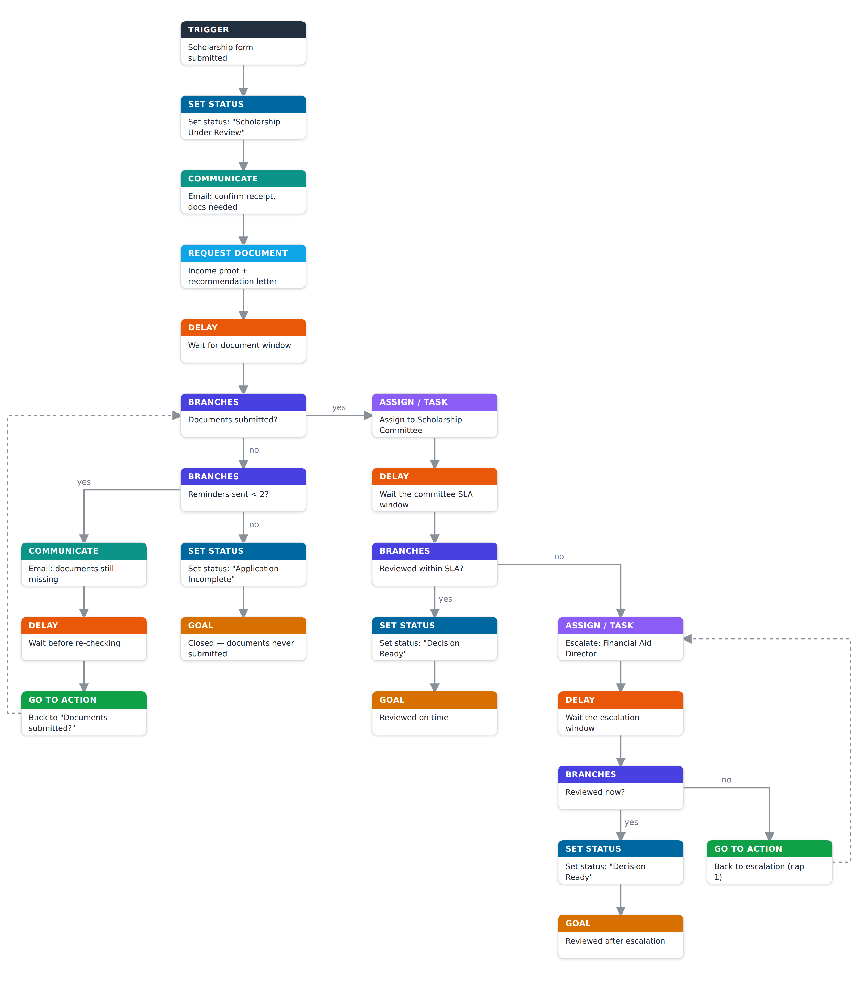 TRIGGER
Scholarship form
submitted
SET STATUS
Set status: "Scholarship
Under Review"
COMMUNICATE
Email: confirm receipt,
docs needed
REQUEST DOCUMENT
Income proof +
recommendation letter
DELAY
Wait for document window
BRANCHES
Documents submitted?
yes
ASSIGN / TASK
Assign to Scholarship
Committee
no
BRANCHES
Reminders sent < 2?
DELAY
Wait the committee SLA
window
yes
no
COMMUNICATE
Email: documents still
missing
SET STATUS
Set status: "Application
Incomplete"
BRANCHES
Reviewed within SLA?
no
yes
DELAY
Wait before re-checking
GOAL
Closed — documents never
submitted
SET STATUS
Set status: "Decision
Ready"
ASSIGN / TASK
Escalate: Financial Aid
Director
GO TO ACTION
Back to "Documents
submitted?"
GOAL
Reviewed on time
DELAY
Wait the escalation
window
BRANCHES
Reviewed now?
no
yes
SET STATUS
Set status: "Decision
Ready"
GO TO ACTION
Back to escalation (cap
1)
GOAL
Reviewed after escalation